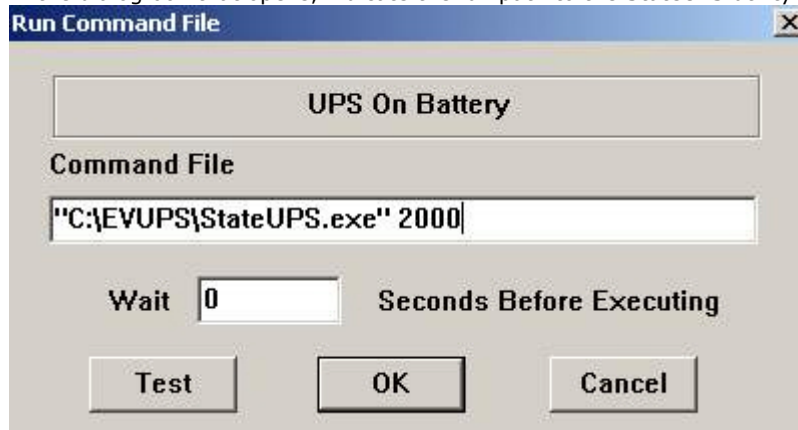 Run Command File
UPS On Battery
Command File
"C:\EVUPS\StateUPS.exe" 2000
Wait 0 Seconds Before Executing
Test OK Cancel